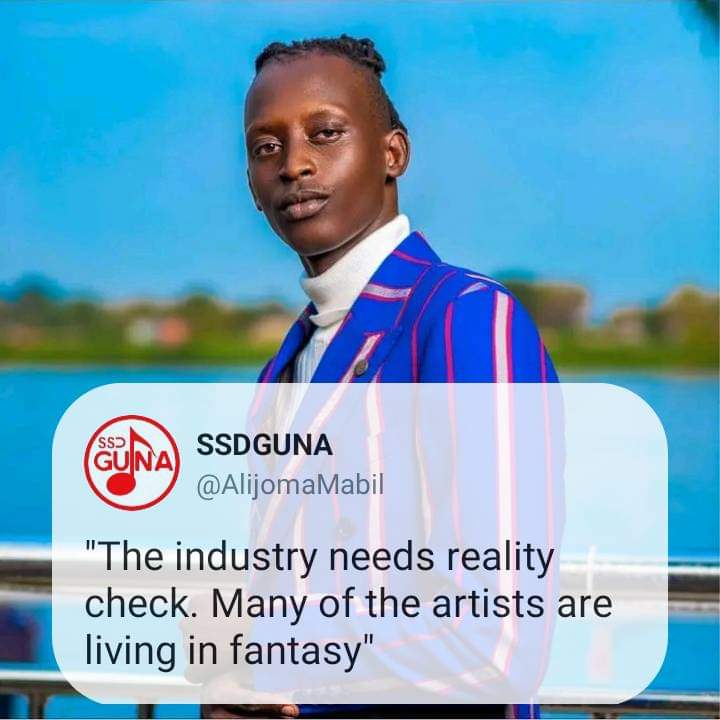 SSD
GUNA
SSDGUNA
@AlijomaMabil
"The industry needs reality
check. Many of the artists are
living in fantasy"